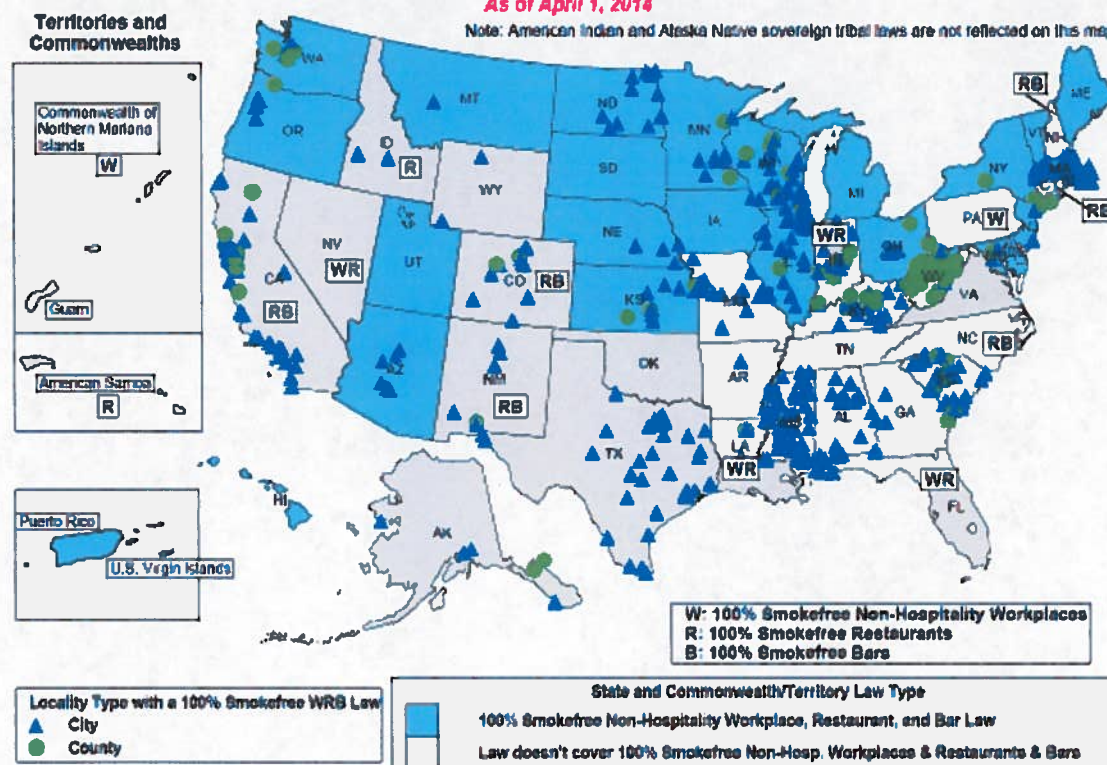 As of April 1, 2014
Note: American Indian and Alaska Native sovereign tribal laws are not reflected on this ma
Territories and
Commonwealths
Commonwealth of
Northern Mariana
Islands
W
Guam
American Samoa
R
Puerto Rico
U.S. Virgin Islands
WA
OR
CA
RB
NV
WR
ID
R
MT
WY
UT
AZ
CO
RB
NM
RB
ND
SD
NE
KS
OK
TX
MN
IA
AR
LA
WR
MI
WR
OH
TN
AL
GA
WR
FL
NC
RB
VA
WV
PA
W
NY
VT
ME
RB
RB
AK
HI
W: 100% Smokefree Non-Hospitality Workplaces
R: 100% Smokefree Restaurants
B: 100% Smokefree Bars
Locality Type with a 100% Smokefree WRB Law
City
County
State and Commonwealth/Territory Law Type
100% Smokefree Non-Hospitality Workplace, Restaurant, and Bar Law
Law doesn't cover 100% Smokefree Non-Hosp. Workplaces & Restaurants & Bars